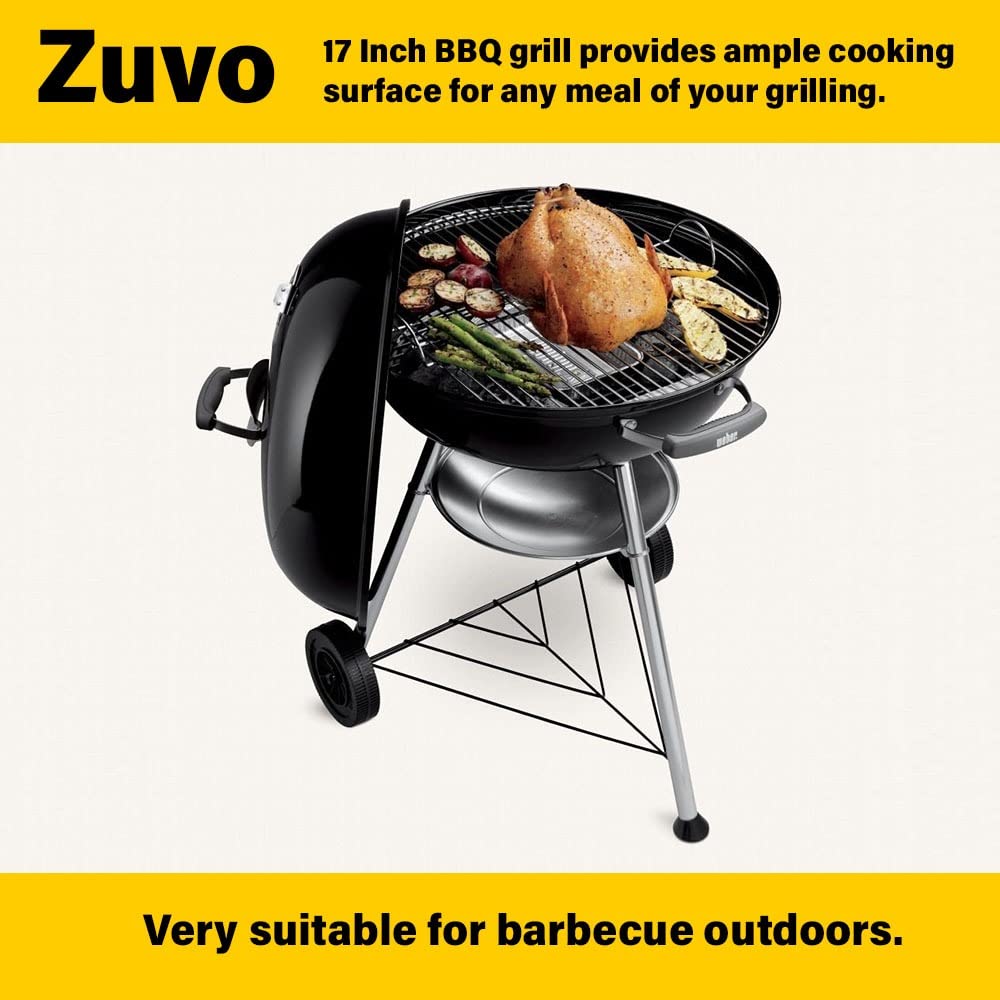 Zuvo
17 Inch BBQ grill provides ample cooking
surface for any meal of your grilling.
weber
Very suitable for barbecue outdoors.